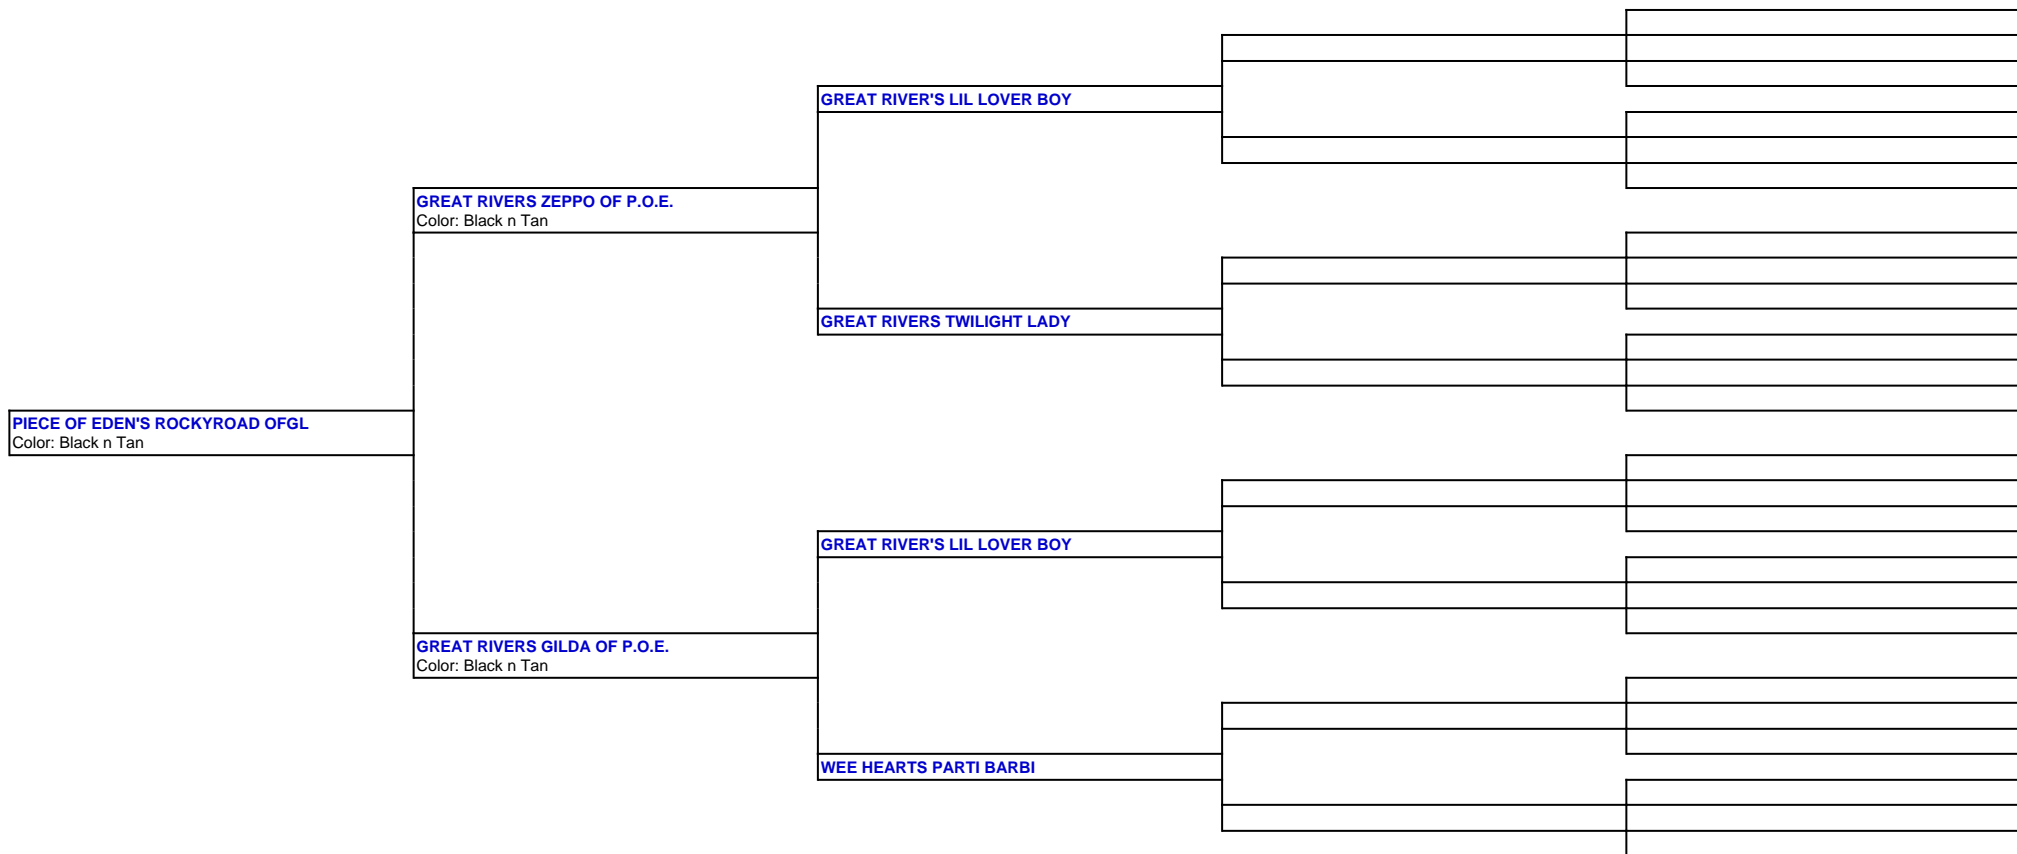 GREAT RIVER'S LIL LOVER BOY
GREAT RIVERS ZEPPO OF P.O.E.
Color: Black n Tan
GREAT RIVERS TWILIGHT LADY
PIECE OF EDEN'S ROCKYROAD OFGL
Color: Black n Tan
GREAT RIVER'S LIL LOVER BOY
GREAT RIVERS GILDA OF P.O.E.
Color: Black n Tan
WEE HEARTS PARTI BARBI